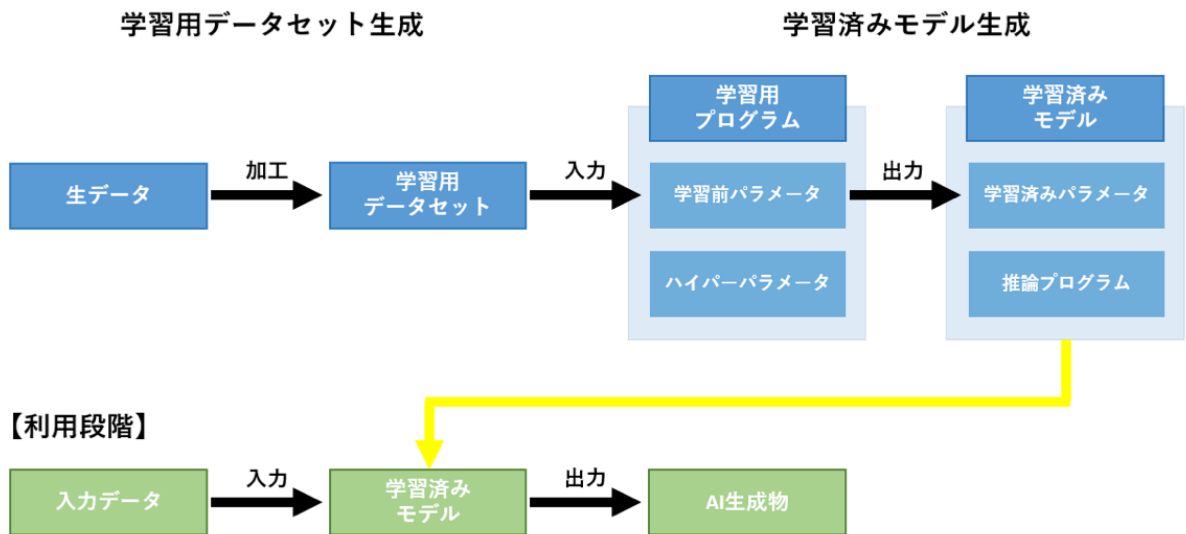 学習用データセット生成
学習済みモデル生成
学習用
プログラム
学習済み
モデル
生データ
加工
学習用
データセット
入力
学習前パラメータ
出力
学習済みパラメータ
ハイパーパラメータ
推論プログラム
【利用段階】
入力データ
入力
学習済み
モデル
出力
AI生成物